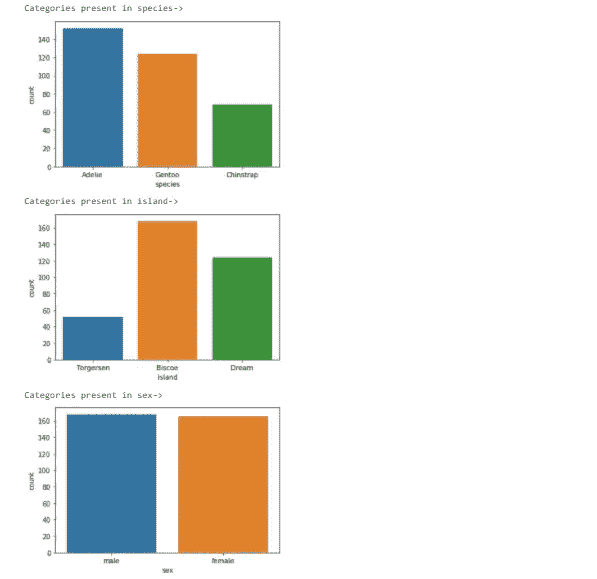 Categories present in species->
140
120
100
80
60
40
20
0
count
Adelie Gentoo Chinstrap
species
Categories present in island->
160
140
120
100
80
60
40
20
0
count
Torgersen Biscoe Dream
island
Categories present in sex->
160
140
120
100
80
60
40
20
0
count
male female
sex